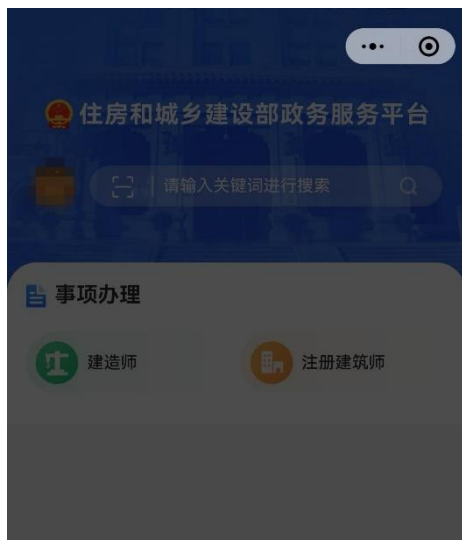 住房和城乡建设部政务服务平台
请输入关键词进行搜索
事项办理
建造师
注册建筑师